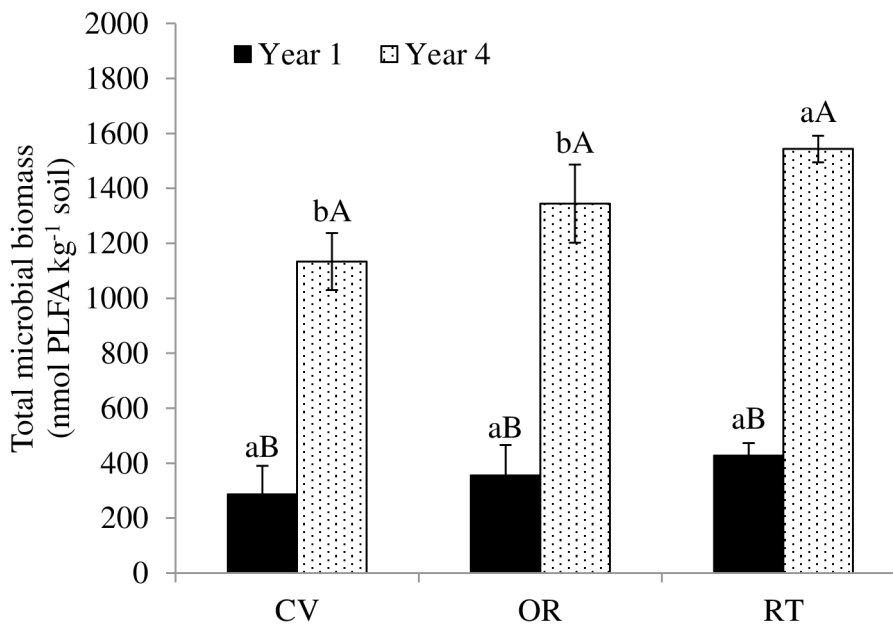 Total microbial biomass
(nmol PLFA kg⁻¹ soil)
2000
1800
1600
1400
1200
1000
800
600
400
200
0
Year 1 Year 4
aB
bA
aB
bA
aB
aA
CV OR RT